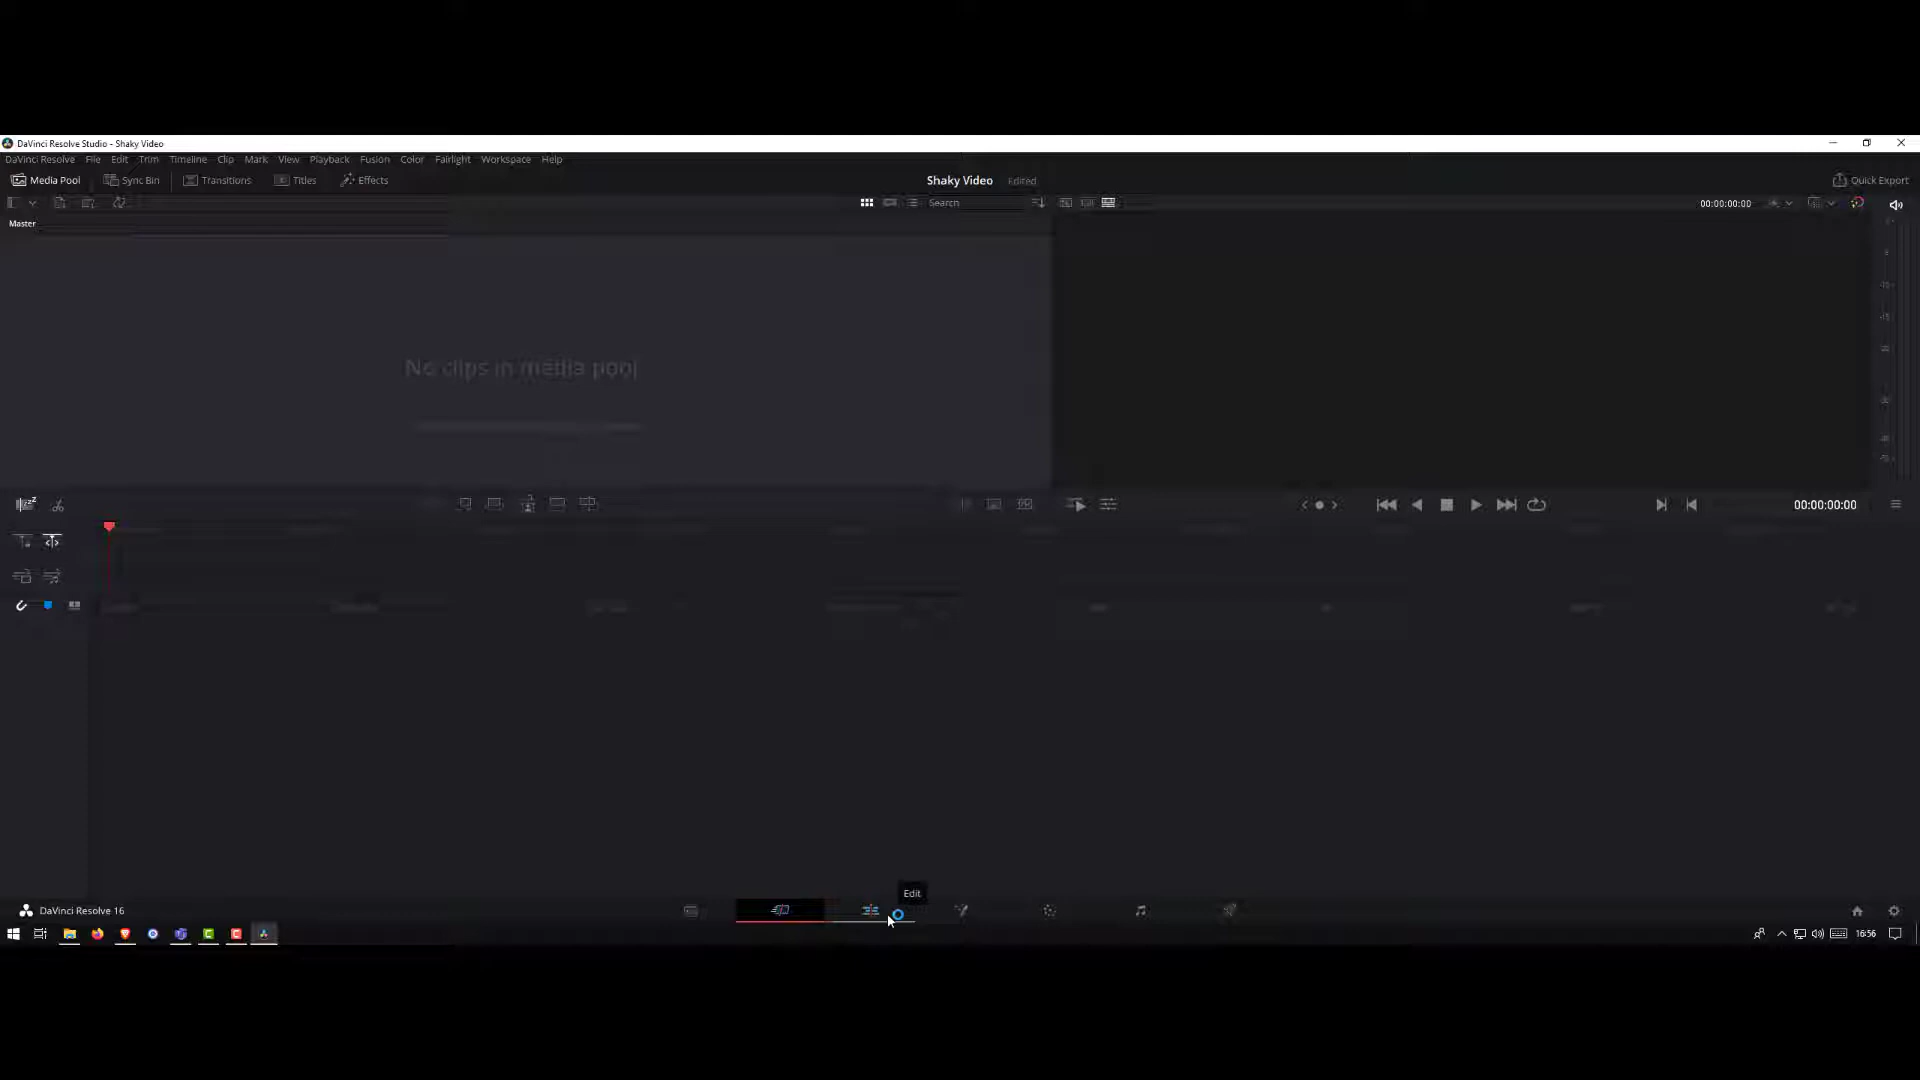 DaVinci Resolve Studio - Shaky Video
DaVinci Resolve File Edit Trim Timeline Clip Mark View Playback Fusion Color Fairlight Workspace Help
Media Pool Sync Bin Transitions Titles Effects Shaky Video Edited Quick Export
Search 00:00:00:00
Master
No clips in media pool
00:00:00:00
Edit
DaVinci Resolve 16
16:56